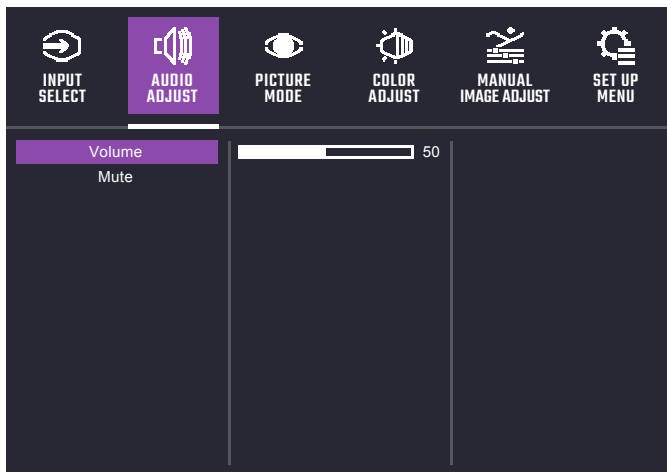 INPUT
SELECT
AUDIO
ADJUST
PICTURE
MODE
COLOR
ADJUST
MANUAL
IMAGE ADJUST
SET UP
MENU
Volume
50
Mute